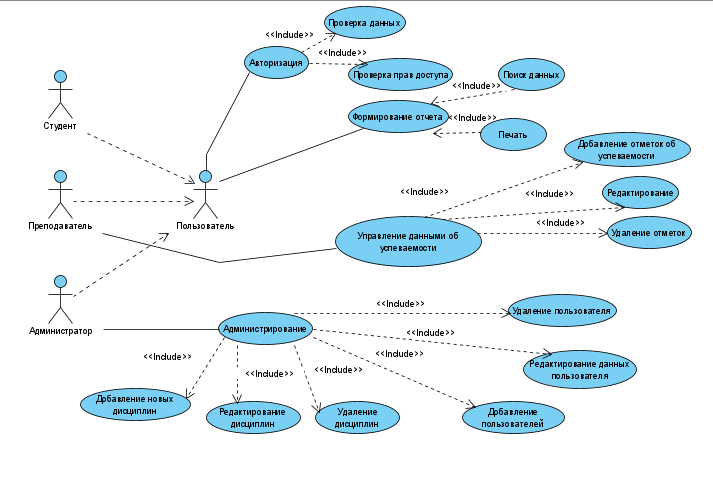 Проверка данных
<<Include>>
<<Include>>
Авторизация
Проверка прав доступа
Поиск данных
<<Include>>
Формирование отчета
<<Include>>
Печать
Студент
Добавление отметок об
успеваемости
<<Include>>
<<Include>>
Редактирование
Преподаватель
Пользователь
<<Include>>
Удаление отметок
Управление данными об
успеваемости
<<Include>>
Удаление пользователя
Администратор
Администрирование
<<Include>>
<<Include>>
<<Include>>
Редактирование данных
пользователя
<<Include>>
<<Include>>
Добавление новых
дисциплин
Редактирование
дисциплин
Удаление
дисциплин
Добавление
пользователей